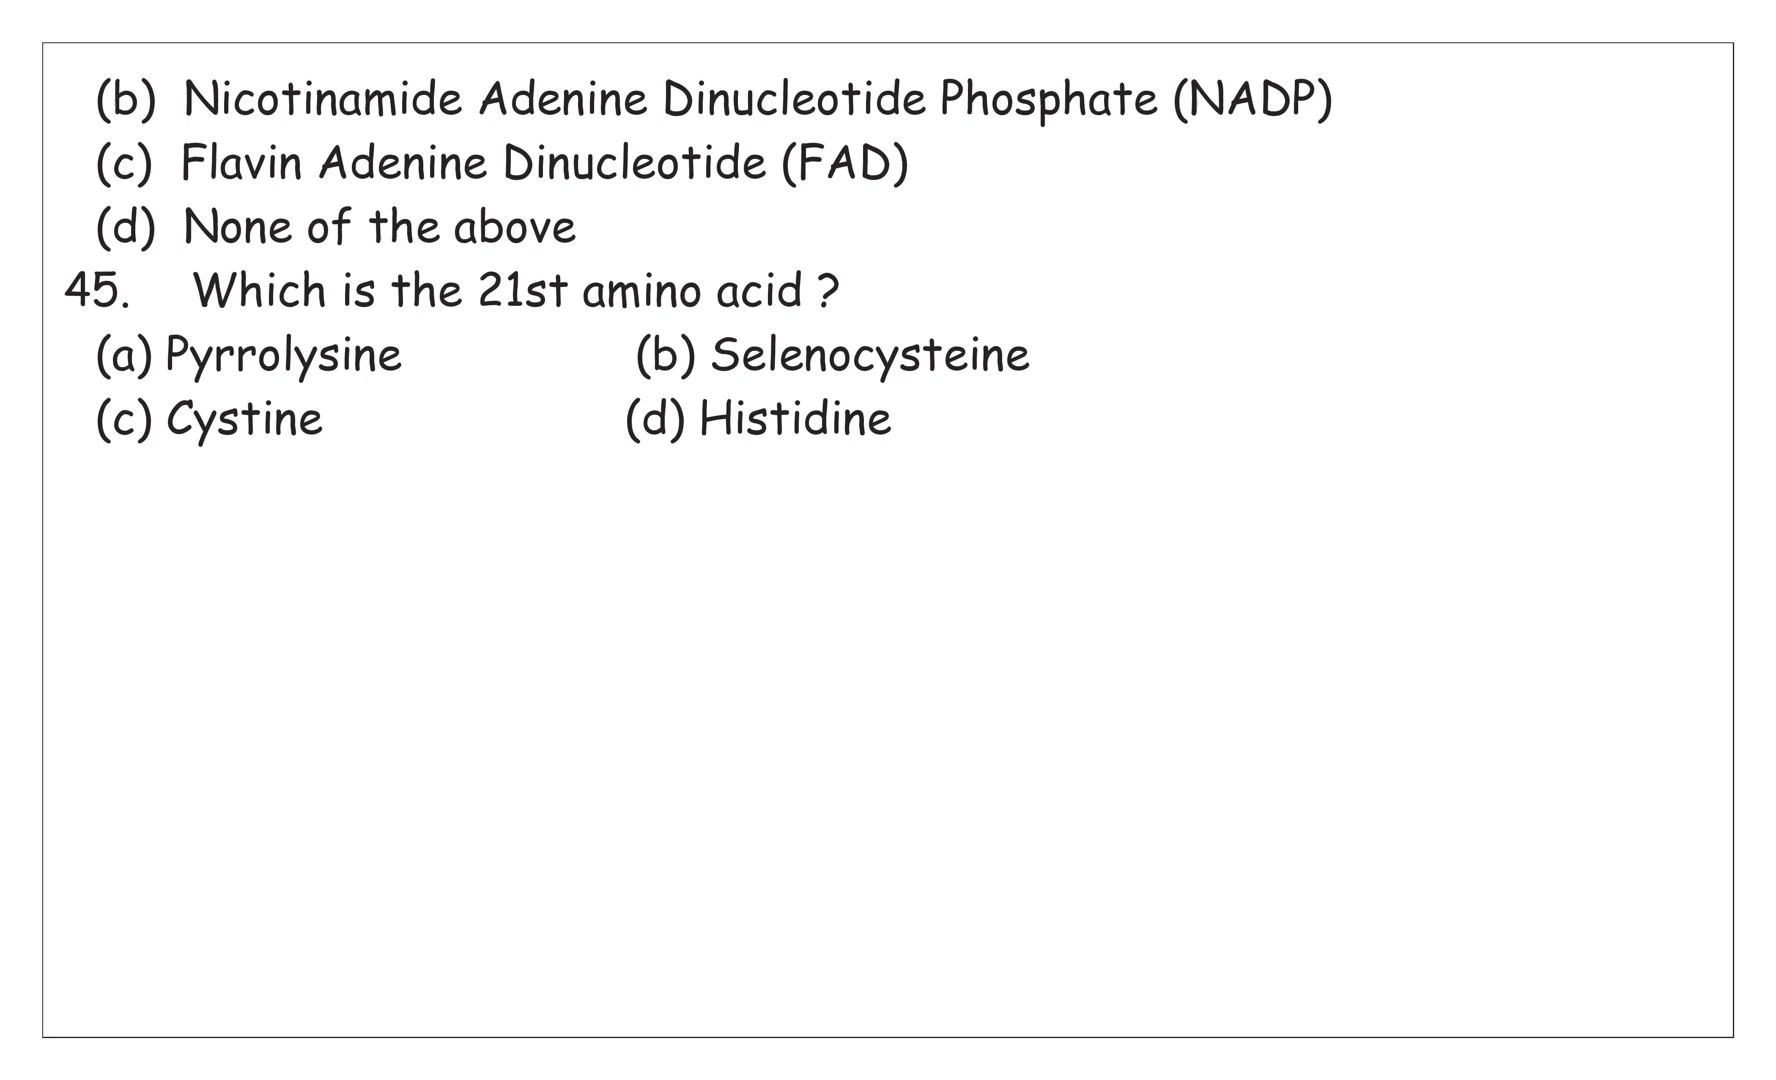 (b) Nicotinamide Adenine Dinucleotide Phosphate (NADP)
(c) Flavin Adenine Dinucleotide (FAD)
(d) None of the above
45. Which is the 21st amino acid ?
(a) Pyrrolysine (b) Selenocysteine
(c) Cystine (d) Histidine